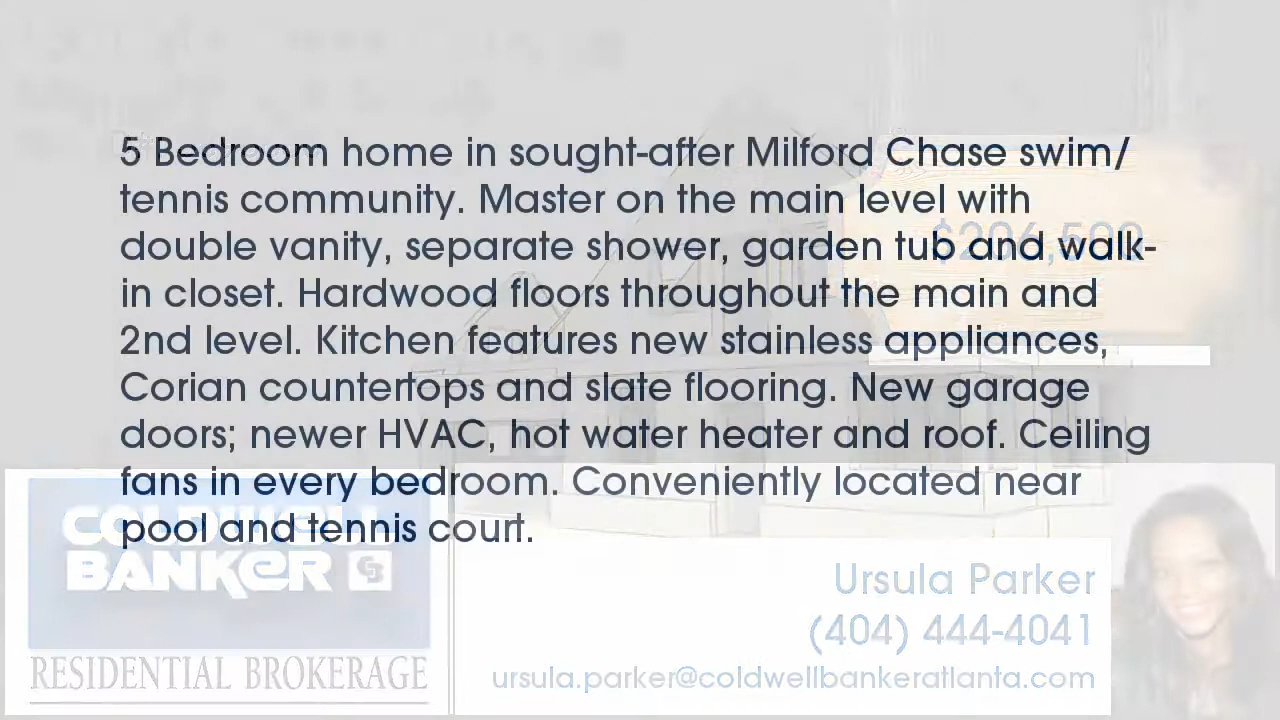 5 Bedroom home in sought-after Milford Chase swim/
tennis community. Master on the main level with
double vanity, separate shower, garden tub and walk-
in closet. Hardwood floors throughout the main and
2nd level. Kitchen features new stainless appliances,
Corian countertops and slate flooring. New garage
doors; newer HVAC, hot water heater and roof. Ceiling
fans in every bedroom. Conveniently located near
pool and tennis court.
COLDWELL
BANKER CB
RESIDENTIAL BROKERAGE
Ursula Parker
(404) 444-4041
ursula.parker@coldwellbankeratlanta.com